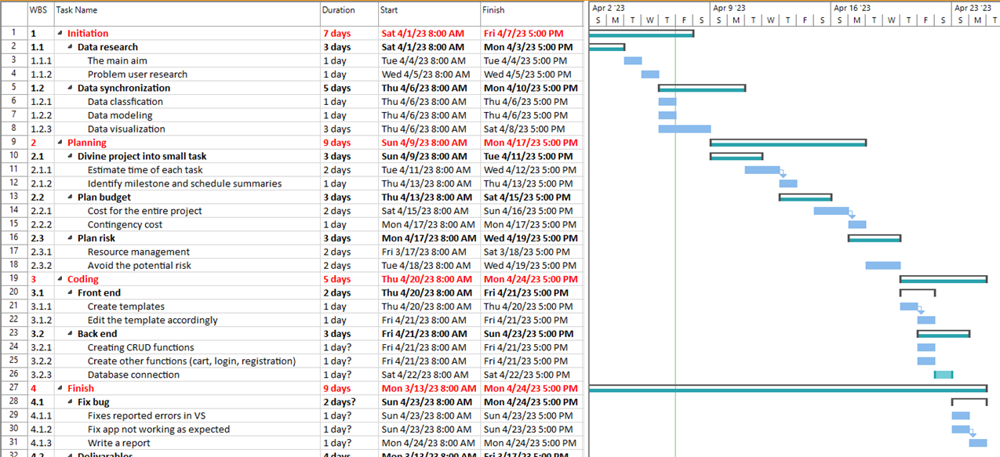 WBS Task Name Duration Start Finish Apr 2 '23 Apr 9 '23 Apr 16 '23 Apr 23 '23
S M T W T F S S M T W T F S S M T W T F S S M T
1 1 Initiation 7 days Sat 4/1/23 8:00 AM Fri 4/7/23 5:00 PM
2 1.1 Data research 3 days Sat 4/1/23 8:00 AM Mon 4/3/23 5:00 PM
3 1.1.1 The main aim 1 day Tue 4/4/23 8:00 AM Tue 4/4/23 5:00 PM
4 1.1.2 Problem user research 1 day Wed 4/5/23 8:00 AM Wed 4/5/23 5:00 PM
5 1.2 Data synchronization 5 days Thu 4/6/23 8:00 AM Mon 4/10/23 5:00 PM
6 1.2.1 Data classfication 1 day Thu 4/6/23 8:00 AM Thu 4/6/23 5:00 PM
7 1.2.2 Data modeling 1 day Thu 4/6/23 8:00 AM Thu 4/6/23 5:00 PM
8 1.2.3 Data visualization 3 days Thu 4/6/23 8:00 AM Sat 4/8/23 5:00 PM
9 2 Planning 9 days Sun 4/9/23 8:00 AM Mon 4/17/23 5:00 PM
10 2.1 Divine project into small task 3 days Sun 4/9/23 8:00 AM Tue 4/11/23 5:00 PM
11 2.1.1 Estimate time of each task 2 days Tue 4/11/23 8:00 AM Wed 4/12/23 5:00 PM
12 2.1.2 Identify milestone and schedule summaries 1 day Thu 4/13/23 8:00 AM Thu 4/13/23 5:00 PM
13 2.2 Plan budget 3 days Thu 4/13/23 8:00 AM Sat 4/15/23 5:00 PM
14 2.2.1 Cost for the entire project 2 days Sat 4/15/23 8:00 AM Sun 4/16/23 5:00 PM
15 2.2.2 Contingency cost 1 day Mon 4/17/23 8:00 AM Mon 4/17/23 5:00 PM
16 2.3 Plan risk 3 days Mon 4/17/23 8:00 AM Wed 4/19/23 5:00 PM
17 2.3.1 Resource management 2 days Fri 3/17/23 8:00 AM Sat 3/18/23 5:00 PM
18 2.3.2 Avoid the potential risk 2 days Tue 4/18/23 8:00 AM Wed 4/19/23 5:00 PM
19 3 Coding 5 days Thu 4/20/23 8:00 AM Mon 4/24/23 5:00 PM
20 3.1 Front end 2 days Thu 4/20/23 8:00 AM Fri 4/21/23 5:00 PM
21 3.1.1 Create templates 1 day Thu 4/20/23 8:00 AM Thu 4/20/23 5:00 PM
22 3.1.2 Edit the template accordingly 1 day Fri 4/21/23 8:00 AM Fri 4/21/23 5:00 PM
23 3.2 Back end 3 days Fri 4/21/23 8:00 AM Sun 4/23/23 5:00 PM
24 3.2.1 Creating CRUD functions 1 day? Fri 4/21/23 8:00 AM Fri 4/21/23 5:00 PM
25 3.2.2 Create other functions (cart, login, registration) 1 day? Fri 4/21/23 8:00 AM Fri 4/21/23 5:00 PM
26 3.2.3 Database connection 1 day? Sat 4/22/23 8:00 AM Sat 4/22/23 5:00 PM
27 4 Finish 9 days Mon 3/13/23 8:00 AM Mon 4/24/23 5:00 PM
28 4.1 Fix bug 2 days? Sun 4/23/23 8:00 AM Mon 4/24/23 5:00 PM
29 4.1.1 Fixes reported errors in VS 1 day? Sun 4/23/23 8:00 AM Sun 4/23/23 5:00 PM
30 4.1.2 Fix app not working as expected 1 day? Sun 4/23/23 8:00 AM Sun 4/23/23 5:00 PM
31 4.1.3 Write a report 1 day? Mon 4/24/23 8:00 AM Mon 4/24/23 5:00 PM
32 4.2 Delivarables 4 days Mon 3/13/23 8:00 AM Fri 3/17/23 5:00 PM